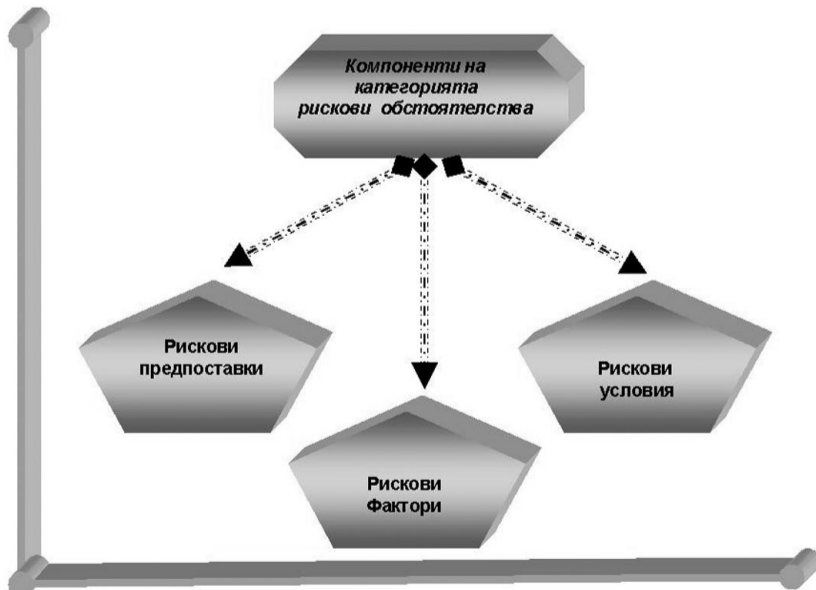 Компоненти на
категорията
рискови обстоятелства
Рискови
предпоставки
Рискови
условия
Рискови
Фактори